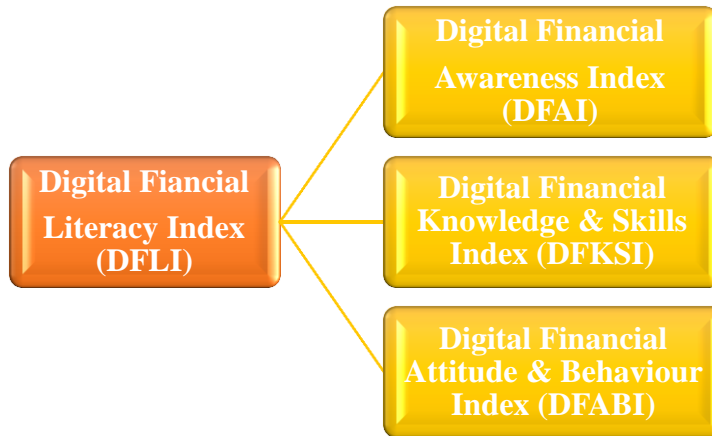 Digital Fiancial
Literacy Index
(DFLI)
Digital Financial
Awareness Index
(DFAI)
Digital Financial
Knowledge & Skills
Index (DFKSI)
Digital Financial
Attitude & Behaviour
Index (DFABI)